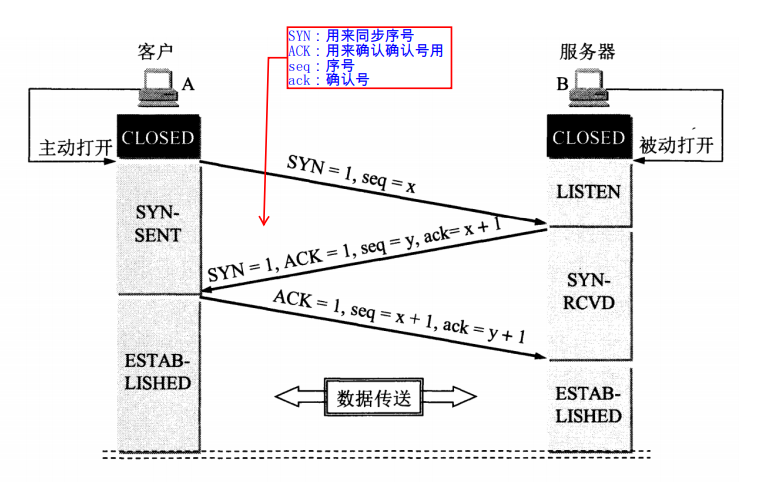 SYN：用来同步序号
ACK：用来确认确认号用
seq：序号
ack：确认号
客户
服务器
A
B
CLOSED
CLOSED
主动打开
被动打开
SYN = 1, seq = x
LISTEN
SYN-
SENT
SYN = 1, ACK = 1, seq = y, ack= x + 1
SYN-
RCVD
ACK = 1, seq = x + 1, ack = y + 1
ESTAB-
LISHED
数据传送
ESTAB-
LISHED